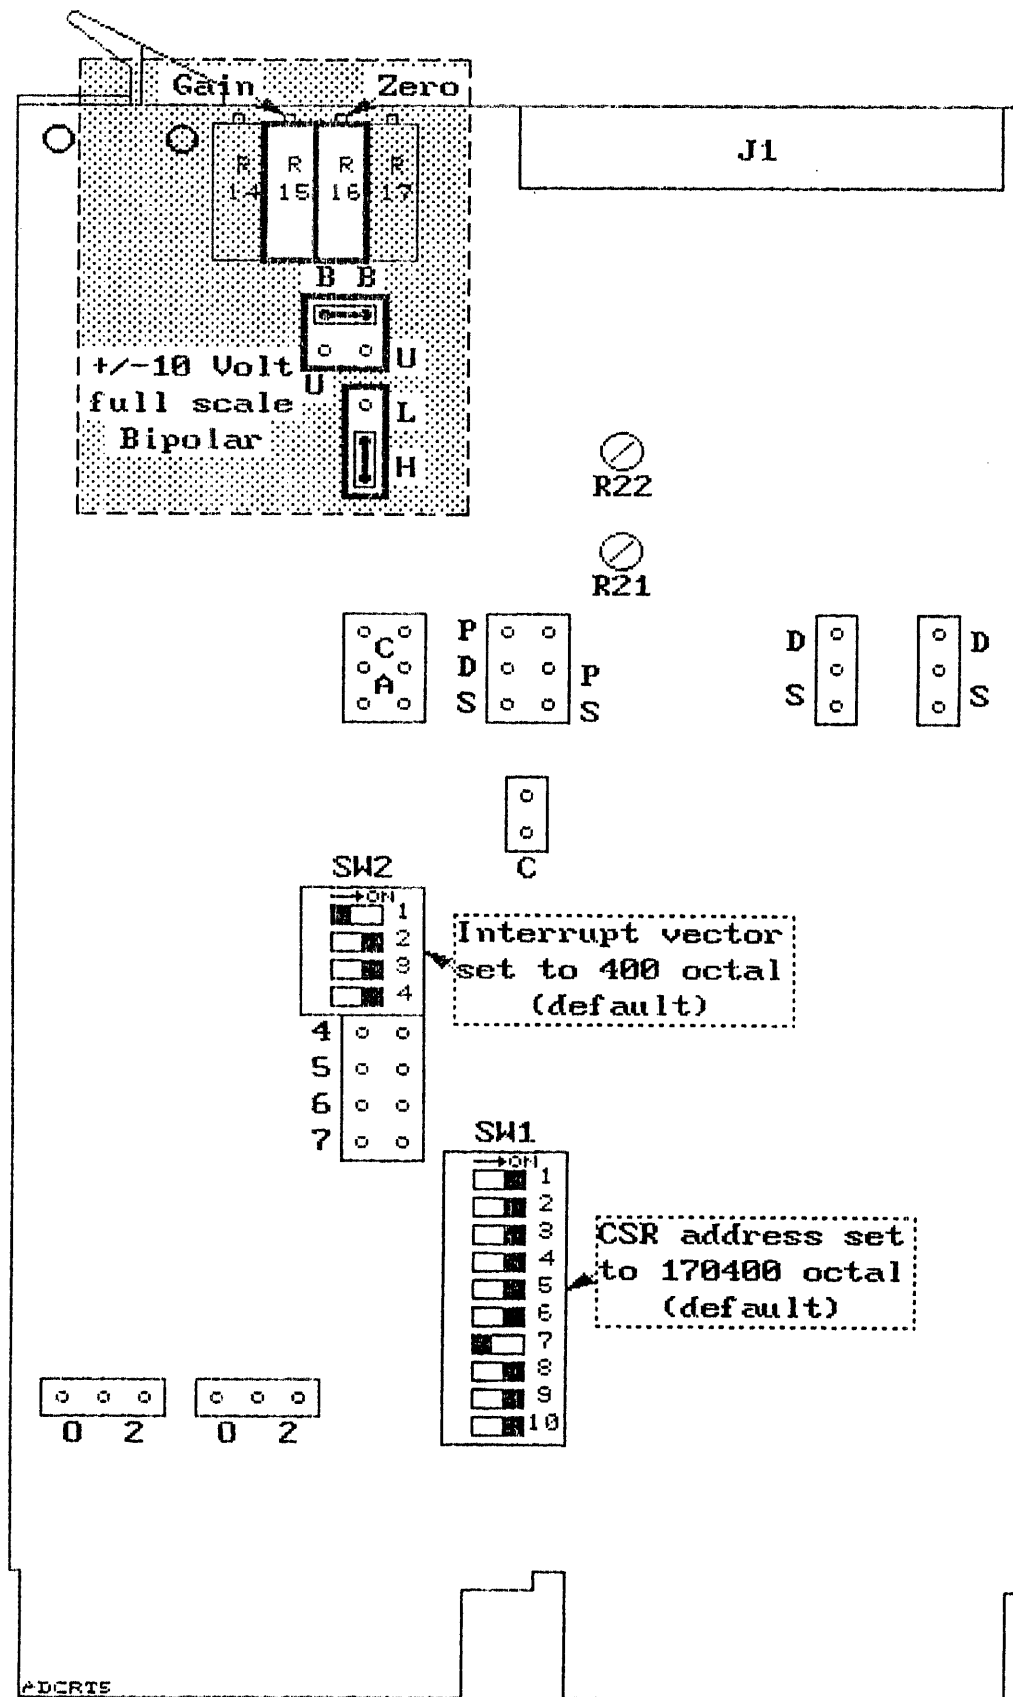 Gain Zero
J1
R R R R
14 15 16 17
B B
U
U
+/-10 Volt
full scale
Bipolar
L
H
R22
R21
C
A
P
D
S
P
S
D
S
D
S
C
SW2
ON
1
2
3
4
Interrupt vector
set to 400 octal
(default)
4
5
6
7
SW1
ON
1
2
3
4
5
6
7
8
9
10
CSR address set
to 170400 octal
(default)
0 2 0 2
ADCRTS